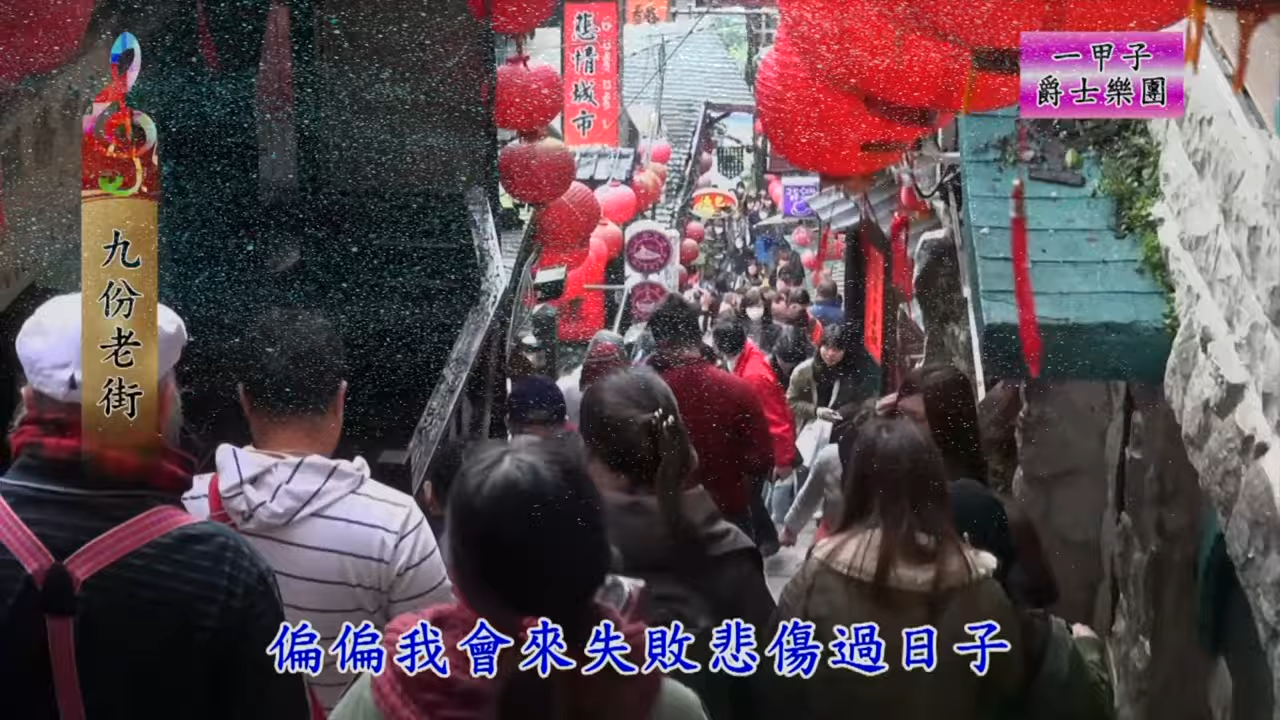 一甲子
爵士樂團
悲情城市
九份老街
偏偏我會來失敗悲傷過日子